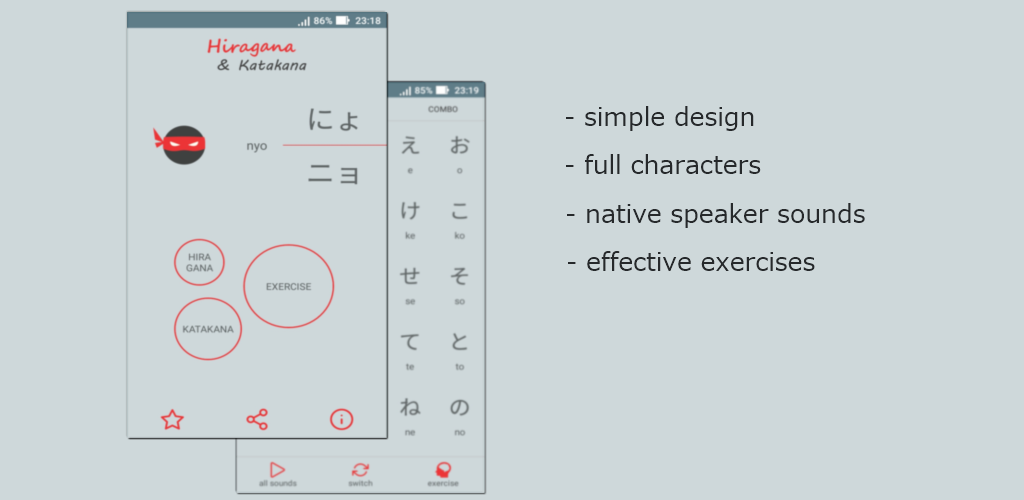 86% 23:18
Hiragana
& Katakana
にょ
nyo
ニョ
HIRA
GANA
EXERCISE
KATAKANA
85% 23:19
COMBO
え お
e o
け こ
ke ko
せ そ
se so
て と
te to
ね の
ne no
all sounds switch exercise
- simple design
- full characters
- native speaker sounds
- effective exercises